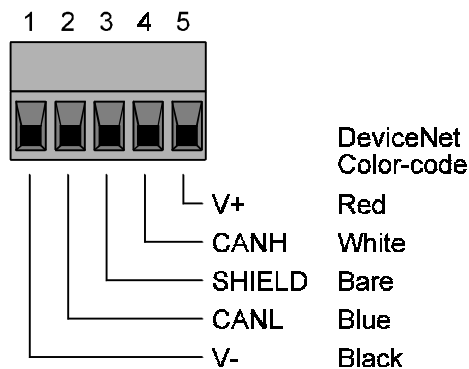 1 2 3 4 5
DeviceNet
Color-code
V+ Red
CANH White
SHIELD Bare
CANL Blue
V- Black